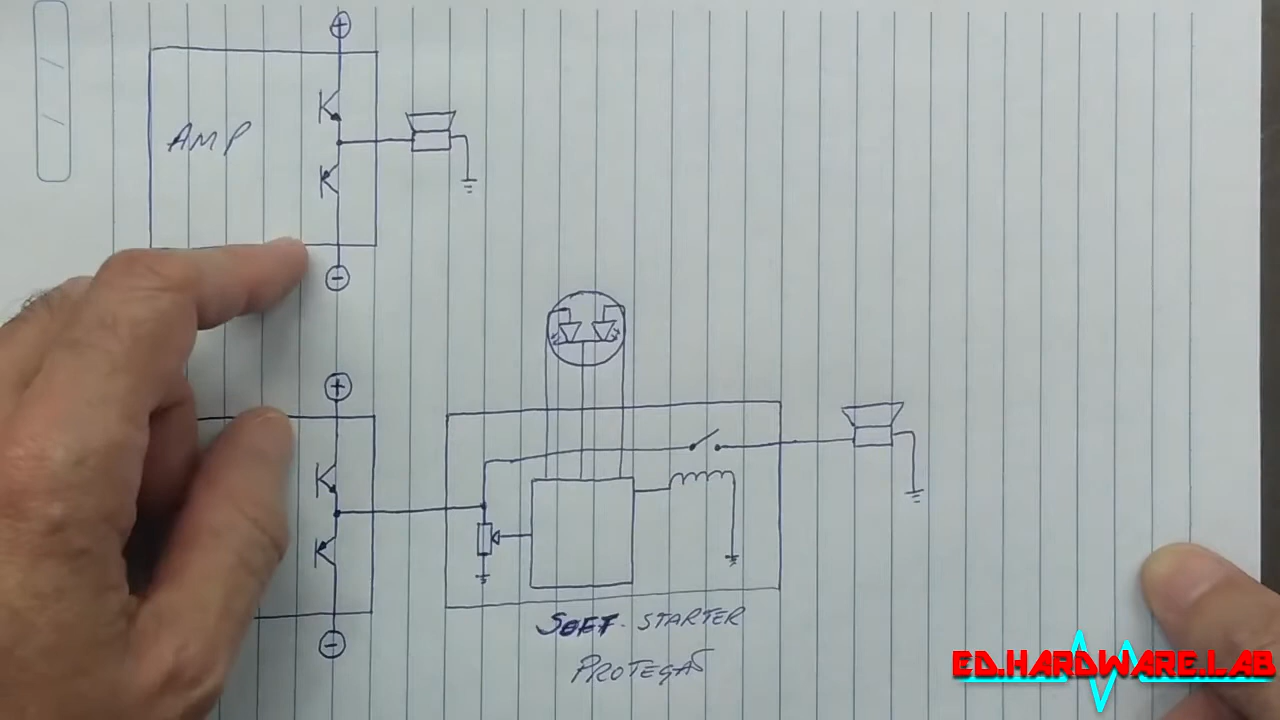 +
AMP
-
+
-
SOFT-STARTER
PROTEÇÃO
ED.HARDWARE.LAB